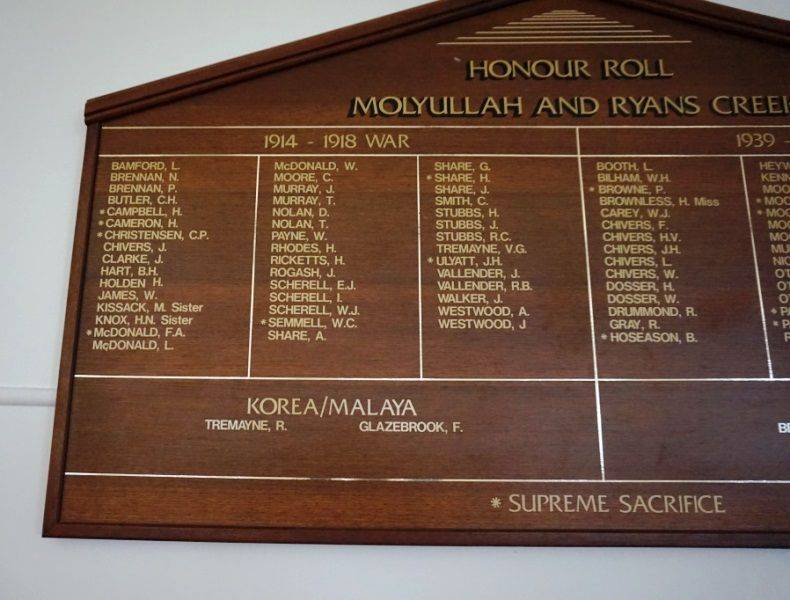 HONOUR ROLL
MOLYULLAH AND RYANS CREEK
1914 - 1918 WAR
BAMFORD, L.
BRENNAN, N.
BRENNAN, P.
BUTLER, C.H.
* CAMPBELL, H.
* CAMERON, H.
* CHRISTENSEN, C.P.
CHIVERS, J.
CLARKE, J.
HART, B.H.
HOLDEN H.
JAMES, W.
KISSACK, M. Sister
KNOX, H.N. Sister
* McDONALD, F.A.
McDONALD, L.
McDONALD, W.
MOORE, C.
MURRAY, J.
MURRAY, T.
NOLAN, D.
NOLAN, T.
PAYNE, W.
RHODES, H.
RICKETTS, H.
ROGASH, J.
SCHERELL, E.J.
SCHERELL, I.
SCHERELL, W.J.
* SEMMELL, W.C.
SHARE, A.
SHARE, G.
* SHARE, H.
SHARE, J.
SMITH, C.
STUBBS, H.
STUBBS, J.
STUBBS, R.C.
TREMAYNE, V.G.
* ULYATT, J.H.
VALLENDER, J.
VALLENDER, R.B.
WALKER, J.
WESTWOOD, A.
WESTWOOD, J
1939 -
BOOTH, L.
BILHAM, W.H.
* BROWNE, P.
BROWNLESS, H. Miss
CAREY, W.J.
CHIVERS, F.
CHIVERS, H.V.
CHIVERS, J.H.
CHIVERS, L.
CHIVERS, W.
DOSSER, H.
DOSSER, W.
DRUMMOND, R.
GRAY, R.
* HOSEASON, B.
KOREA/MALAYA
TREMAYNE, R. GLAZEBROOK, F.
* SUPREME SACRIFICE